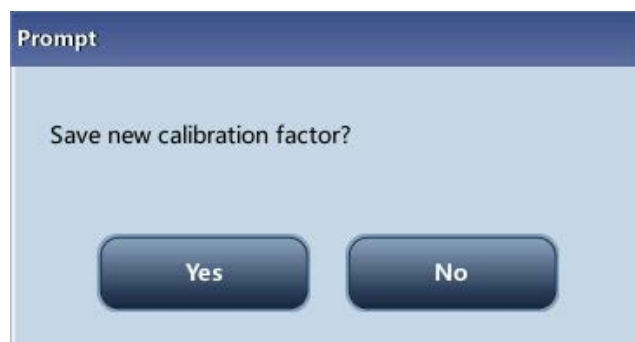 Prompt
Save new calibration factor?
Yes No